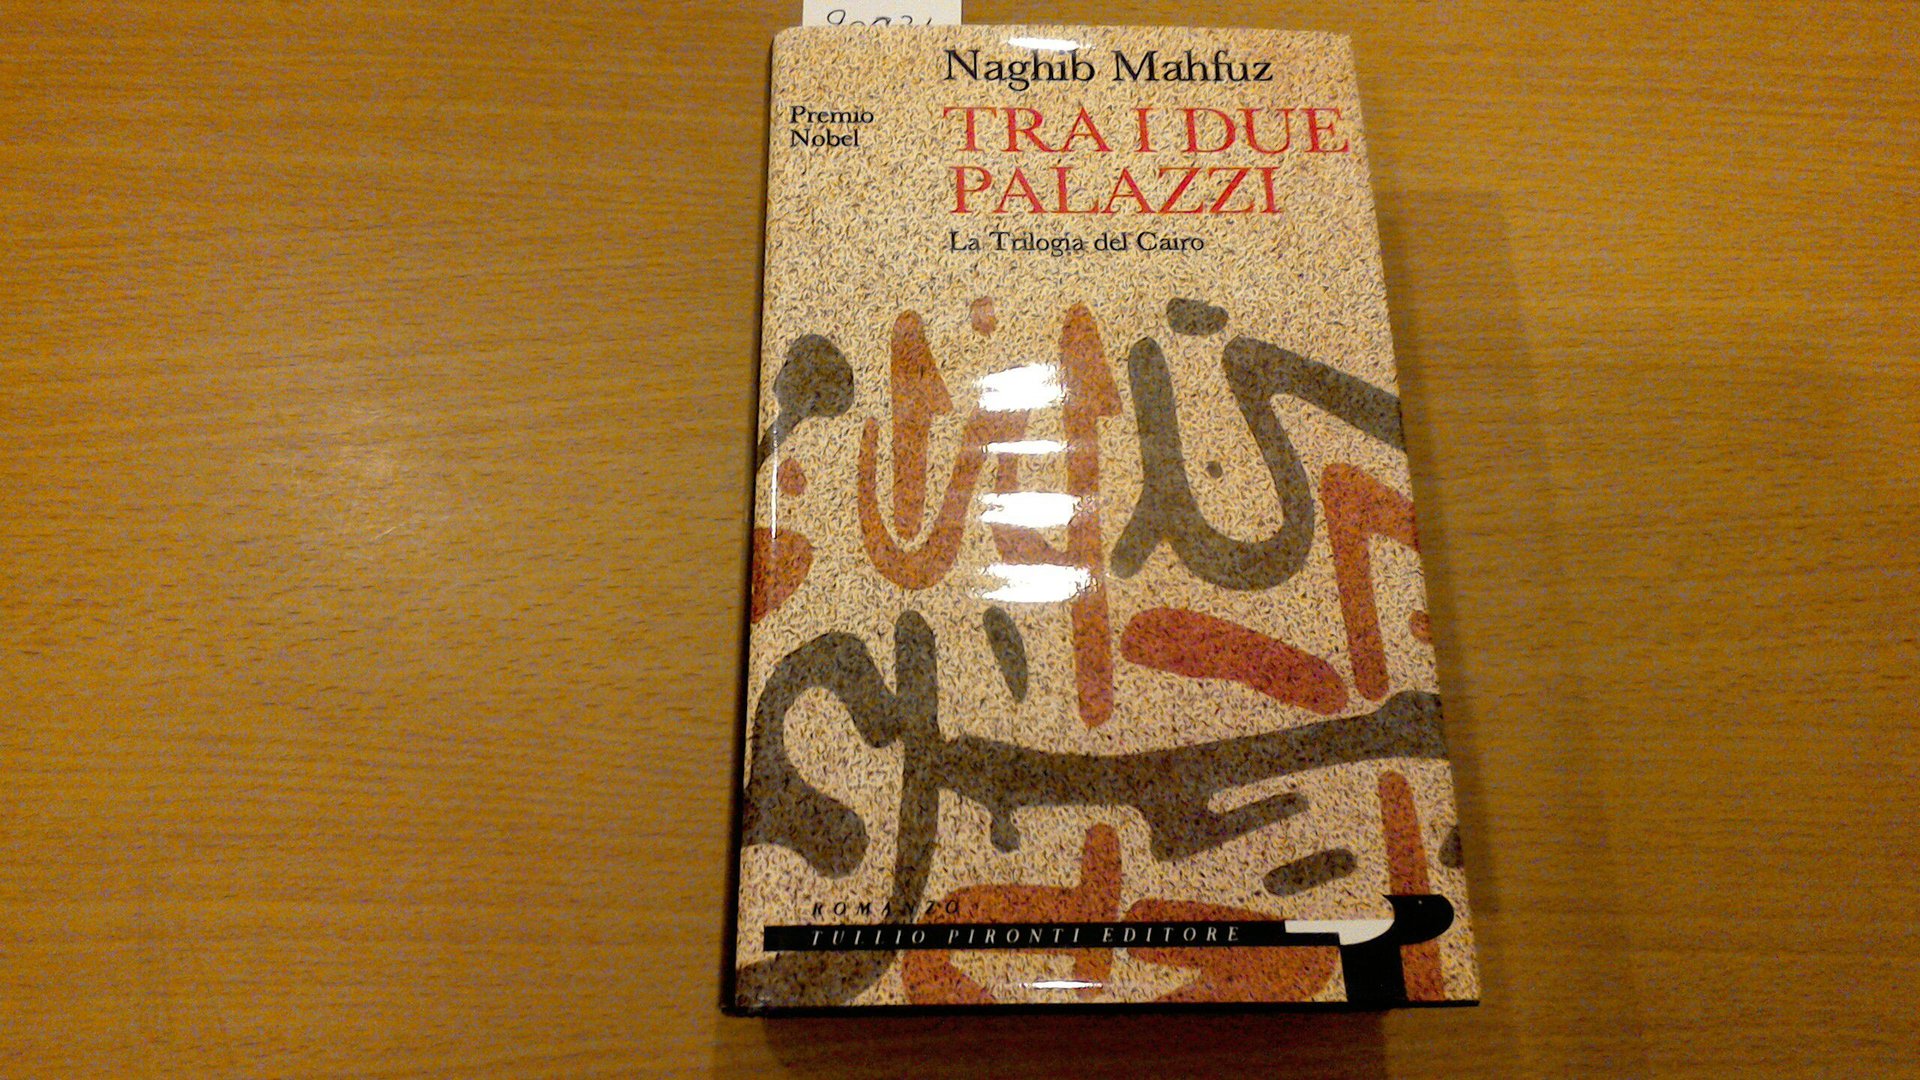 Naghib Mahfuz
Premio
Nobel
TRA I DUE
PALAZZI
La Trilogia del Cairo
ROMANZO
TULLIO PIRONTI EDITORE